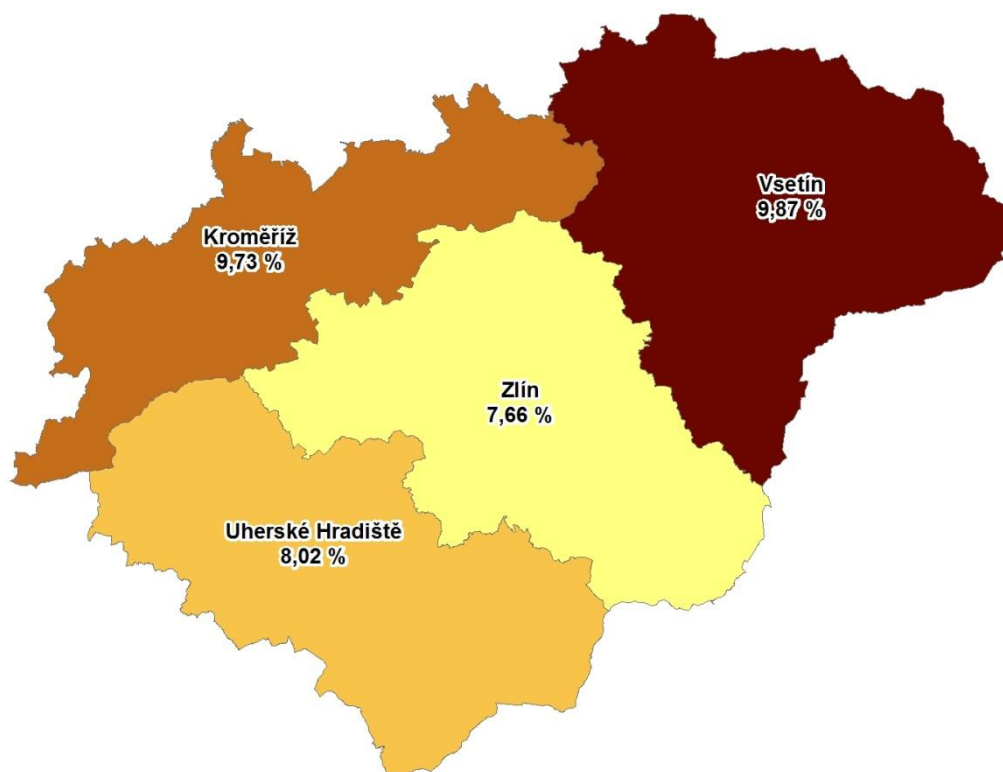 Vsetín
9,87 %
Kroměříž
9,73 %
Zlín
7,66 %
Uherské Hradiště
8,02 %